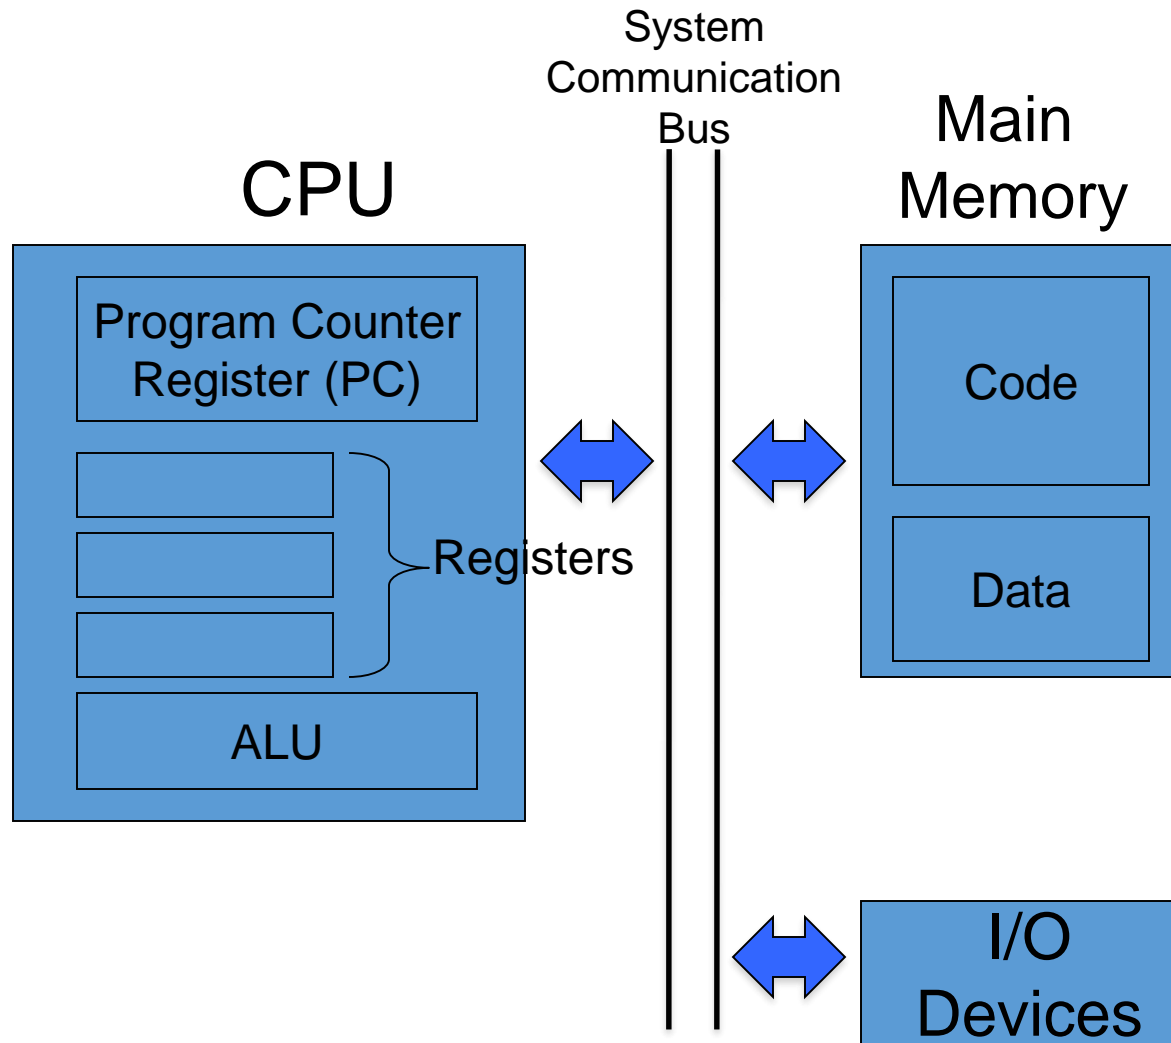 System
Communication
Bus
Main
Memory
CPU
Program Counter
Register (PC)
Code
Registers
Data
ALU
I/O
Devices